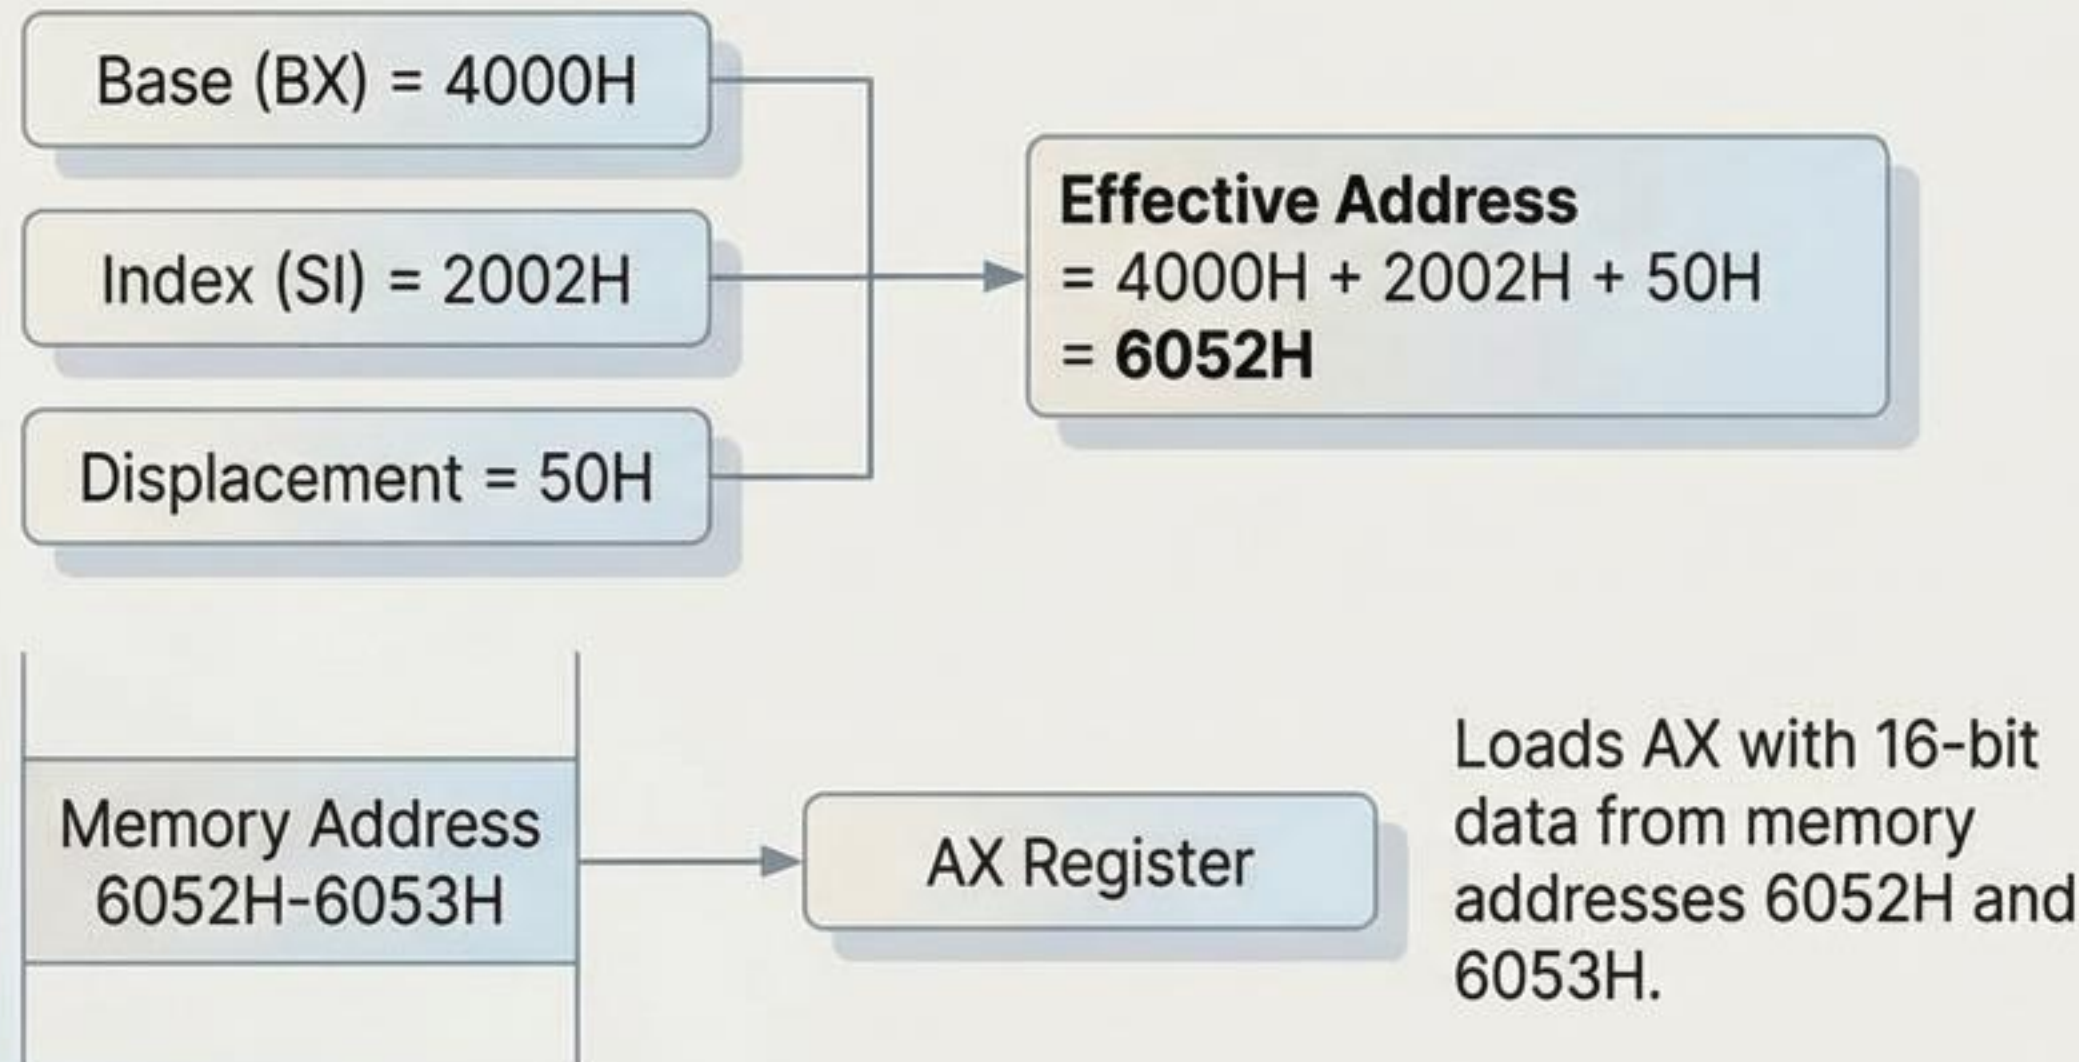 Base (BX) = 4000H
Index (SI) = 2002H
Displacement = 50H
Effective Address
= 4000H + 2002H + 50H
= 6052H
Memory Address
6052H-6053H
AX Register
Loads AX with 16-bit
data from memory
addresses 6052H and
6053H.